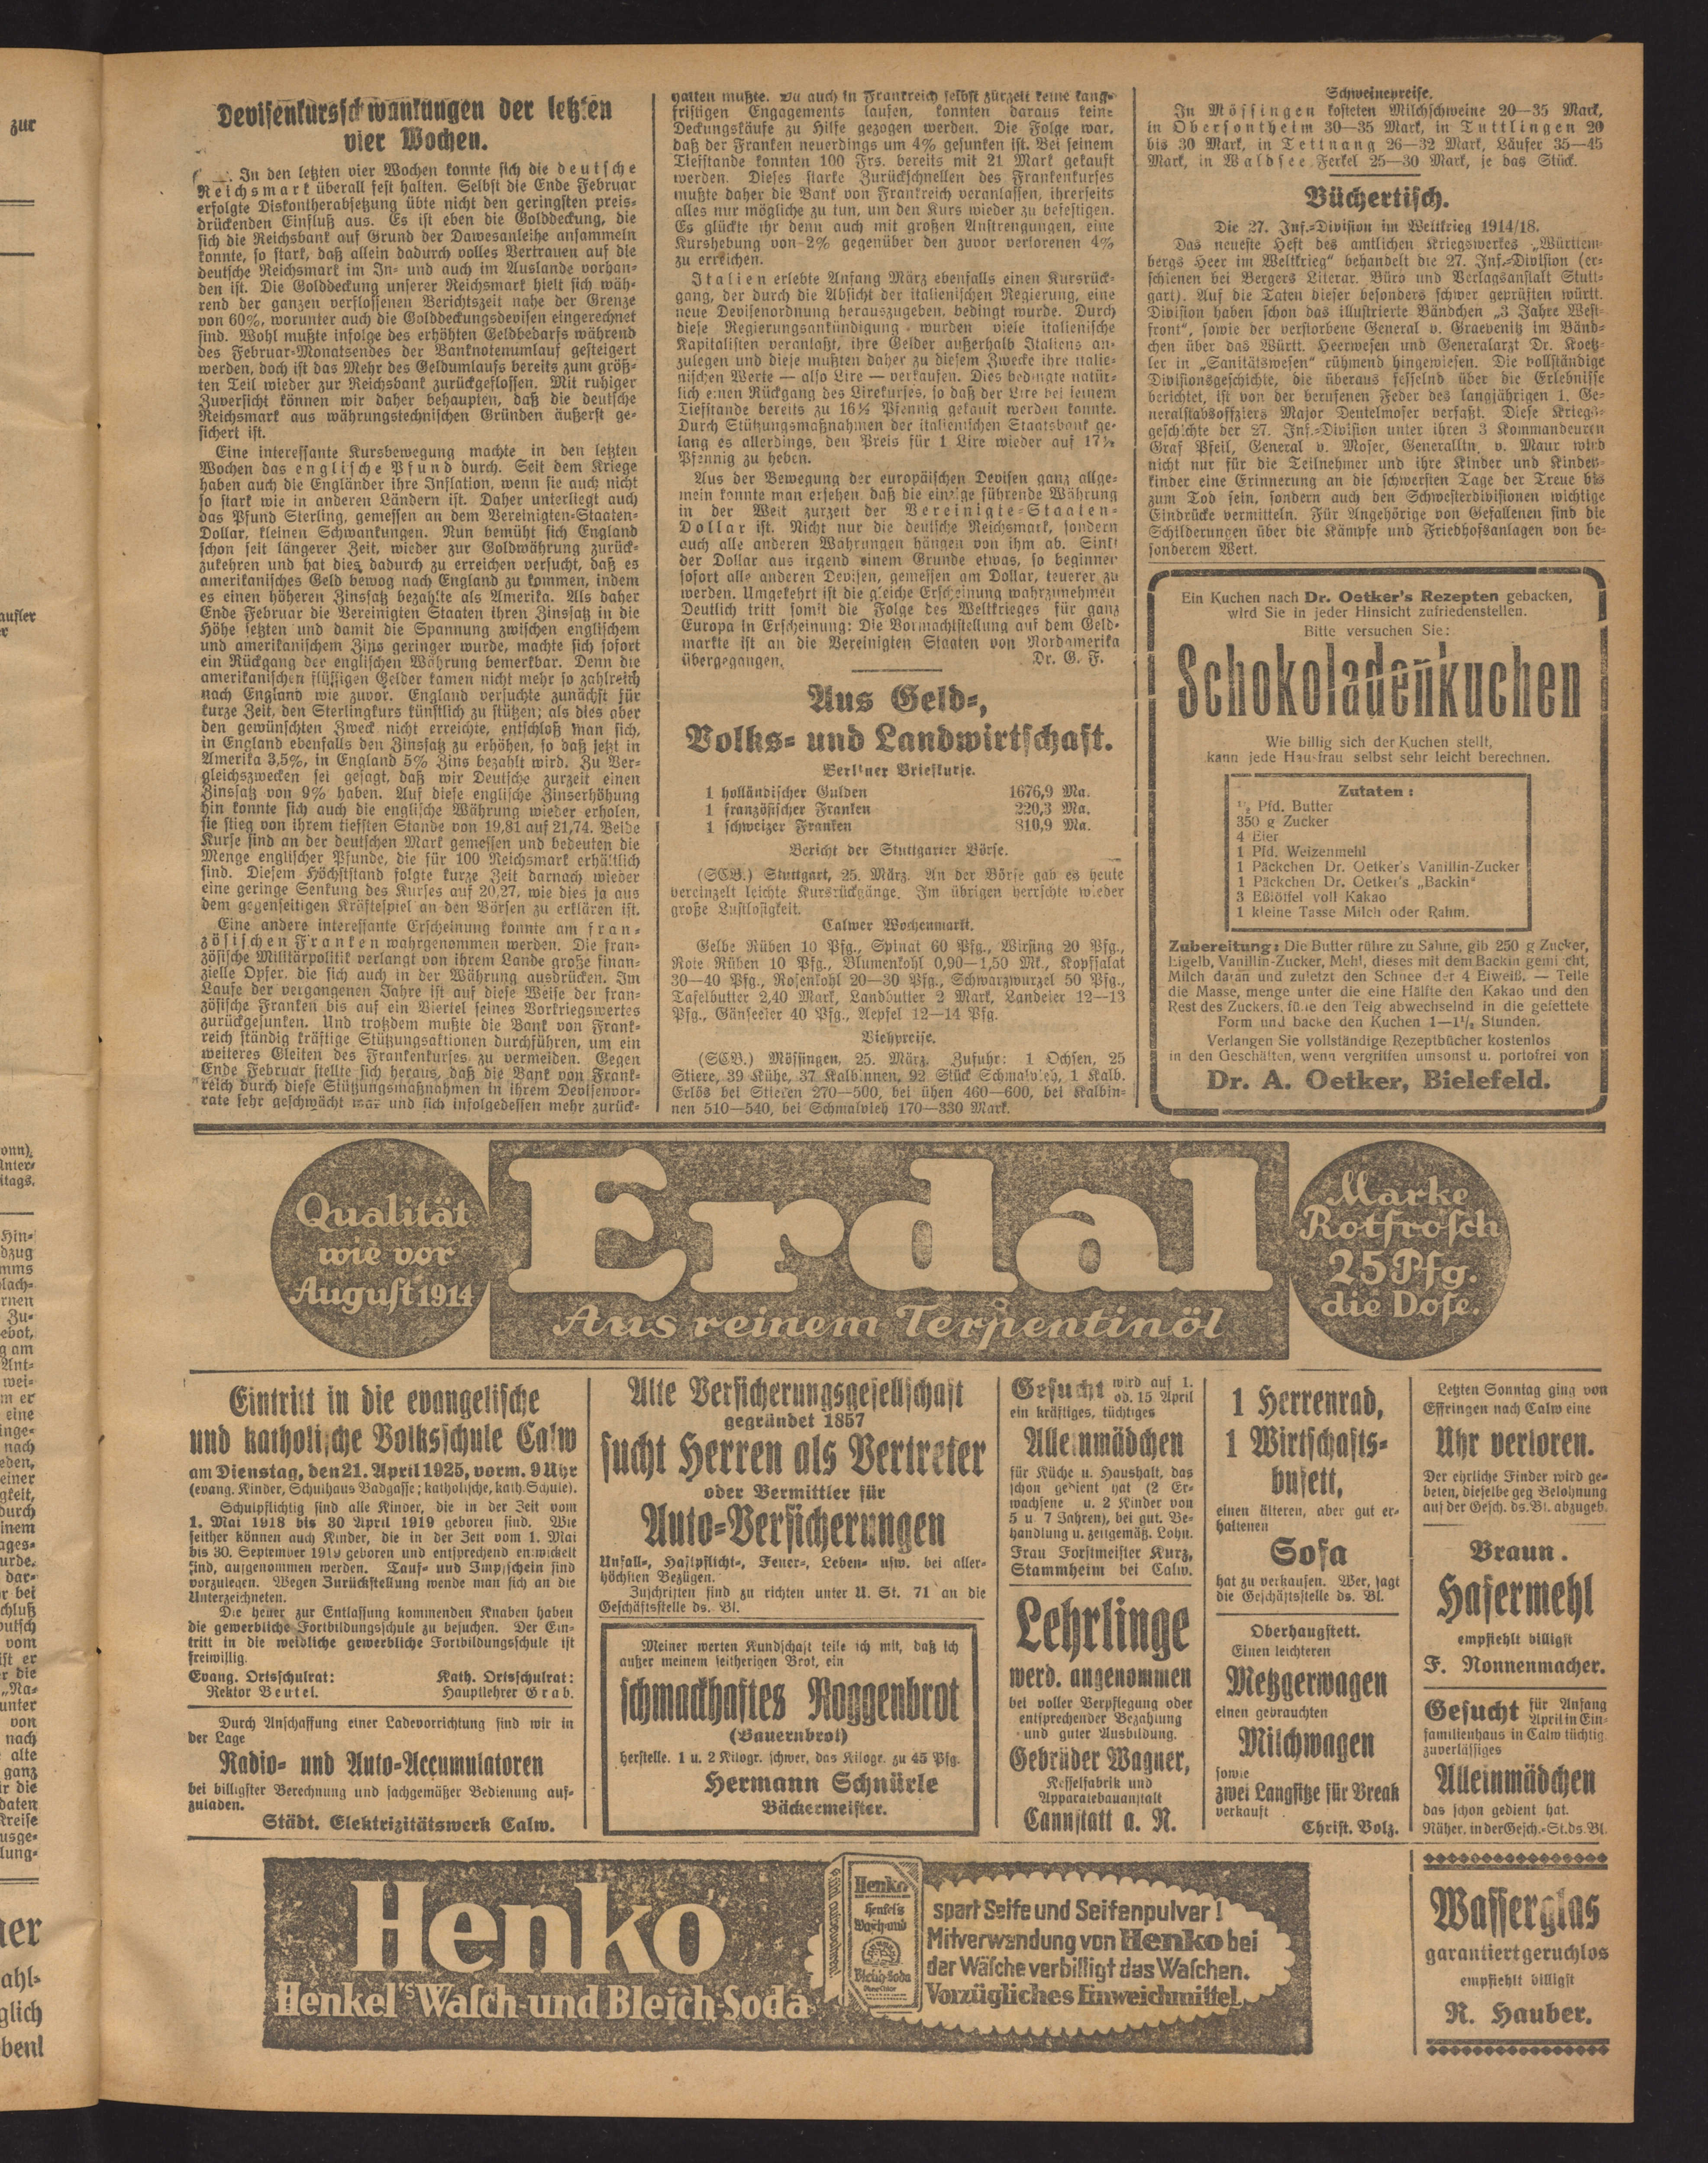 Devisenkursschwankungen der letzten
vier Wochen.
In den letzten vier Wochen konnte sich die deutsche
Reichsmark überall fest halten. Selbst die Ende Februar
erfolgte Diskontherabsetzung übte nicht den geringsten preis-
drückenden Einfluß aus. Es ist eben die Golddeckung, die
sich die Reichsbank auf Grund der Dawesanleihe ansammeln
konnte, so stark, daß allein dadurch volles Vertrauen auf die
deutsche Reichsmark im In- und auch im Auslande vorhan-
den ist. Die Golddeckung unserer Reichsmark hielt sich wäh-
rend der ganzen verflossenen Berichtszeit nahe der Grenze
von 60%, worunter auch die Golddeckungsdevisen eingerechnet
sind. Wohl mußte infolge des erhöhten Geldbedarfs während
des Februar-Monatsendes der Banknotenumlauf gesteigert
werden, doch ist das Mehr des Geldumlaufs bereits zum größ-
ten Teil wieder zur Reichsbank zurückgeflossen. Mit ruhiger
Zuversicht können wir daher behaupten, daß die deutsche
Reichsmark aus währungstechnischen Gründen äußerst ge-
sichert ist.
Eine interessante Kursbewegung machte in den letzten
Wochen das englische Pfund durch. Seit dem Kriege
haben auch die Engländer ihre Inflation, wenn sie auch nicht
so stark wie in anderen Ländern ist. Daher unterliegt auch
das Pfund Sterling, gemessen an dem Vereinigten-Staaten-
Dollar, kleinen Schwankungen. Nun bemüht sich England
schon seit längerer Zeit, wieder zur Goldwährung zurück-
zukehren und hat dies dadurch zu erreichen versucht, daß es
amerikanisches Geld bewog nach England zu kommen, indem
es einen höheren Zinssatz bezahlte als Amerika. Als daher
Ende Februar die Vereinigten Staaten ihren Zinssatz in die
Höhe setzten und damit die Spannung zwischen englischem
und amerikanischem Zins geringer wurde, machte sich sofort
ein Rückgang der englischen Währung bemerkbar. Denn die
amerikanischen flüssigen Gelder kamen nicht mehr so zahlreich
nach England wie zuvor. England versuchte zunächst für
kurze Zeit, den Sterlingkurs künstlich zu stützen; als dies aber
den gewünschten Zweck nicht erreichte, entschloß man sich,
in England ebenfalls den Zinssatz zu erhöhen, so daß jetzt in
Amerika 3,5%, in England 5% Zins bezahlt wird. Zu Ver-
gleichszwecken sei gesagt, daß wir Deutsche zurzeit einen
Zinssatz von 9% haben. Auf diese englische Zinserhöhung
hin konnte sich auch die englische Währung wieder erholen,
sie stieg von ihrem tiefsten Stande von 19,81 auf 21,74. Beide
Kurse sind an der deutschen Mark gemessen und bedeuten die
Menge englischer Pfunde, die für 100 Reichsmark erhältlich
sind. Diesem Höchststand folgte kurze Zeit darnach wieder
eine geringe Senkung des Kurses auf 20,27, wie dies ja aus
dem gegenseitigen Kräftespiel an den Börsen zu erklären ist.
Eine andere interessante Erscheinung konnte am fran-
zösischen Franken wahrgenommen werden. Die fran-
zösische Militärpolitik verlangt von ihrem Lande große finan-
zielle Opfer, die sich auch in der Währung ausdrücken. Im
Laufe der vergangenen Jahre ist auf diese Weise der fran-
zösische Franken bis auf ein Viertel seines Vorkriegswertes
zurückgesunken. Und trotzdem mußte die Bank von Frank-
reich ständig kräftige Stützungsaktionen durchführen, um ein
weiteres Gleiten des Frankenkurses zu vermeiden. Gegen
Ende Februar stellte sich heraus, daß die Bank von Frank-
reich durch diese Stützungsmaßnahmen in ihrem Devisenvor-
rate sehr geschwächt war und sich infolgedessen mehr zurück-
halten mußte. Da auch in Frankreich selbst zurzeit keine lang-
fristigen Engagements laufen, konnten daraus keine
Deckungskäufe zu Hilfe gezogen werden. Die Folge war,
daß der Franken neuerdings um 4% gesunken ist. Bei seinem
Tiefstande konnten 100 Frs. bereits mit 21 Mark gekauft
werden. Dieses starke Zurückschnellen des Frankenkurses
mußte daher die Bank von Frankreich veranlassen, ihrerseits
alles nur mögliche zu tun, um den Kurs wieder zu befestigen.
Es glückte ihr denn auch mit großen Anstrengungen, eine
Kurshebung von 2% gegenüber den zuvor verlorenen 4%
zu erreichen.
Italien erlebte Anfang März ebenfalls einen Kursrück-
gang, der durch die Absicht der italienischen Regierung, eine
neue Devisenordnung herauszugeben, bedingt wurde. Durch
diese Regierungsankündigung wurden viele italienische
Kapitalisten veranlaßt, ihre Gelder außerhalb Italiens an-
zulegen und diese mußten daher zu diesem Zwecke ihre italie-
nischen Werte — also Lire — verkaufen. Dies bedingte natür-
lich einen Rückgang des Lirekurses, so daß der Lire bei seinem
Tiefstande bereits zu 16½ Pfennig gekauft werden konnte.
Durch Stützungsmaßnahmen der italienischen Staatsbank ge-
lang es allerdings, den Preis für 1 Lire wieder auf 17½
Pfennig zu heben.
Aus der Bewegung der europäischen Devisen ganz allge-
mein konnte man ersehen, daß die einzige führende Währung
in der Welt zurzeit der Vereinigte-Staaten-
Dollar ist. Nicht nur die deutsche Reichsmark, sondern
auch alle anderen Währungen hängen von ihm ab. Sinkt
der Dollar aus irgend einem Grunde etwas, so beginnen
sofort alle anderen Devisen, gemessen am Dollar, teuerer zu
werden. Umgekehrt ist die gleiche Erscheinung wahrzunehmen.
Deutlich tritt somit die Folge des Weltkrieges für ganz
Europa in Erscheinung: Die Vormachtstellung auf dem Geld-
markte ist an die Vereinigten Staaten von Nordamerika
übergegangen. Dr. G. F.
Aus Geld-,
Volks- und Landwirtschaft.
Berliner Briefkurse.
1 holländischer Gulden 1676,9 Ma.
1 französischer Franken 220,3 Ma.
1 schweizer Franken 810,9 Ma.
Bericht der Stuttgarter Börse.
(SCB.) Stuttgart, 25. März. An der Börse gab es heute
vereinzelt leichte Kursrückgänge. Im übrigen herrschte wieder
große Lustlosigkeit.
Calwer Wochenmarkt.
Gelbe Rüben 10 Pfg., Spinat 60 Pfg., Wirsing 20 Pfg.,
Rote Rüben 10 Pfg., Blumenkohl 0,90—1,50 Mk., Kopfsalat
30—40 Pfg., Rosenkohl 20—30 Pfg., Schwarzwurzel 50 Pfg.,
Tafelbutter 2,40 Mark, Landbutter 2 Mark, Landeier 12—13
Pfg., Gänseeier 40 Pfg., Aepfel 12—14 Pfg.
Viehpreise.
(SCB.) Mössingen, 25. März. Zufuhr: 1 Ochsen, 25
Stiere, 39 Kühe, 37 Kalbinnen, 92 Stück Schmalvieh, 1 Kalb.
Erlös bei Stieren 270—500, bei ühen 460—600, bei Kalbin-
nen 510—540, bei Schmalvieh 170—330 Mark.
Schweinepreise.
In Mössingen kosteten Milchschweine 20—35 Mark,
in Obersontheim 30—35 Mark, in Tuttlingen 20
bis 30 Mark, in Tettnang 26—32 Mark, Läufer 35—45
Mark, in Waldsee Ferkel 25—30 Mark, je das Stück.
Büchertisch.
Die 27. Inf.-Division im Weltkrieg 1914/18.
Das neueste Heft des amtlichen Kriegswerkes „Württem-
bergs Heer im Weltkrieg“ behandelt die 27. Inf.-Division (er-
schienen bei Bergers Literar. Büro und Verlagsanstalt Stutt-
gart). Auf die Taten dieser besonders schwer geprüften württ.
Division haben schon das illustrierte Bändchen „3 Jahre West-
front“, sowie der verstorbene General v. Graevenitz im Bänd-
chen über das Württ. Heerwesen und Generalarzt Dr. Koetz-
ler in „Sanitätswesen“ rühmend hingewiesen. Die vollständige
Divisionsgeschichte, die überaus fesselnd über die Erlebnisse
berichtet, ist von der berufenen Feder des langjährigen 1. Ge-
neralstabsoffziers Major Deutelmoser verfaßt. Diese Kriegs-
geschichte der 27. Inf.-Division unter ihren 3 Kommandeuren
Graf Pfeil, General v. Moser, Generalltn. v. Maur wird
nicht nur für die Teilnehmer und ihre Kinder und Kindes-
kinder eine Erinnerung an die schwersten Tage der Treue bis
zum Tod sein, sondern auch den Schwesterdivisionen wichtige
Eindrücke vermitteln. Für Angehörige von Gefallenen sind die
Schilderungen über die Kämpfe und Friedhofsanlagen von be-
sonderem Wert.
Ein Kuchen nach Dr. Oetker's Rezepten gebacken,
wird Sie in jeder Hinsicht zufriedenstellen.
Bitte versuchen Sie:
Schokoladenkuchen
Wie billig sich der Kuchen stellt,
kann jede Hausfrau selbst sehr leicht berechnen.
Zutaten:
½ Pfd. Butter
350 g Zucker
4 Eier
1 Pfd. Weizenmehl
1 Päckchen Dr. Oetker's Vanillin-Zucker
1 Päckchen Dr. Oetker's „Backin“
3 Eßlöffel voll Kakao
1 kleine Tasse Milch oder Rahm.
Zubereitung: Die Butter rühre zu Sahne, gib 250 g Zucker,
Eigelb, Vanillin-Zucker, Mehl, dieses mit dem Backin gemischt,
Milch daran und zuletzt den Schnee der 4 Eiweiß. — Teile
die Masse, menge unter die eine Hälfte den Kakao und den
Rest des Zuckers, fülle den Teig abwechselnd in die gefettete
Form und backe den Kuchen 1—1½ Stunden.
Verlangen Sie vollständige Rezeptbücher kostenlos
in den Geschäften, wenn vergriffen umsonst u. portofrei von
Dr. A. Oetker, Bielefeld.
Qualität
wie vor
August 1914
Erdal
Aus reinem Terpentinöl
Marke
Rotfrosch
25 Pfg.
die Dose.
Eintritt in die evangelische
und katholische Volksschule Calw
am Dienstag, den 21. April 1925, vorm. 9 Uhr
(evang. Kinder, Schulhaus Badgasse; katholische, kath. Schule).
Schulpflichtig sind alle Kinder, die in der Zeit vom
1. Mai 1918 bis 30 April 1919 geboren sind. Wie
seither können auch Kinder, die in der Zeit vom 1. Mai
bis 30. September 1919 geboren und entsprechend entwickelt
sind, aufgenommen werden. Tauf- und Impfschein sind
vorzulegen. Wegen Zurückstellung wende man sich an die
Unterzeichneten.
Die heuer zur Entlassung kommenden Knaben haben
die gewerbliche Fortbildungsschule zu besuchen. Der Ein-
tritt in die weibliche gewerbliche Fortbildungsschule ist
freiwillig.
Evang. Ortsschulrat: Kath. Ortsschulrat:
Rektor Beutel. Hauptlehrer Grab.
Durch Anschaffung einer Ladevorrichtung sind wir in
der Lage
Radio- und Auto-Accumulatoren
bei billigster Berechnung und sachgemäßer Bedienung auf-
zuladen.
Städt. Elektrizitätswerk Calw.
Alte Versicherungsgesellschaft
gegründet 1857
sucht Herren als Vertreter
oder Vermittler für
Auto-Versicherungen
Unfall-, Haftpflicht-, Feuer-, Leben- usw. bei aller-
höchsten Bezügen.
Zuschriften sind zu richten unter U. St. 71 an die
Geschäftsstelle ds. Bl.
Meiner werten Kundschaft teile ich mit, daß ich
außer meinem seitherigen Brot, ein
schmackhaftes Roggenbrot
(Bauernbrot)
herstelle. 1 u. 2 Kilogr. schwer, das Kilogr. zu 45 Pfg.
Hermann Schnürle
Bäckermeister.
Gesucht wird auf 1.
od. 15 April
ein kräftiges, tüchtiges
Alleinmädchen
für Küche u. Haushalt, das
schon gedient hat (2 Er-
wachsene u. 2 Kinder von
5 u. 7 Jahren), bei gut. Be-
handlung u. zeitgemäß. Lohn.
Frau Forstmeister Kurz,
Stammheim bei Calw.
Lehrlinge
werd. angenommen
bei voller Verpflegung oder
entsprechender Bezahlung
und guter Ausbildung.
Gebrüder Wagner,
Kesselfabrik und
Apparatebauanstalt
Cannstatt a. N.
1 Herrenrad,
1 Wirtschafts-
bufett,
einen älteren, aber gut er-
haltenen
Sofa
hat zu verkaufen. Wer, sagt
die Geschäftsstelle ds. Bl.
Oberhaugstett.
Einen leichteren
Metzgerwagen
einen gebrauchten
Milchwagen
sowie
zwei Langsitze für Break
verkauft
Christ. Volz.
Letzten Sonntag ging von
Effringen nach Calw eine
Uhr verloren.
Der ehrliche Finder wird ge-
beten, dieselbe geg Belohnung
auf der Gesch. ds. Bl. abzugeb.
Braun.
Hafermehl
empfiehlt billigst
F. Nonnenmacher.
Gesucht für Anfang
April in Ein-
familienhaus in Calw tüchtig.
zuverlässiges
Alleinmädchen
das schon gedient hat.
Näher. in der Gesch.-St. ds. Bl.
Henko
Henkel's Wasch- und Bleich-Soda
Henko
Henkel's
Wasch- und
Bleich-Soda
spart Seife und Seifenpulver!
Mitverwendung von Henko bei
der Wäsche verbilligt das Waschen.
Vorzügliches Einweichmittel.
Wasserglas
garantiert geruchlos
empfiehlt billigst
R. Hauber.